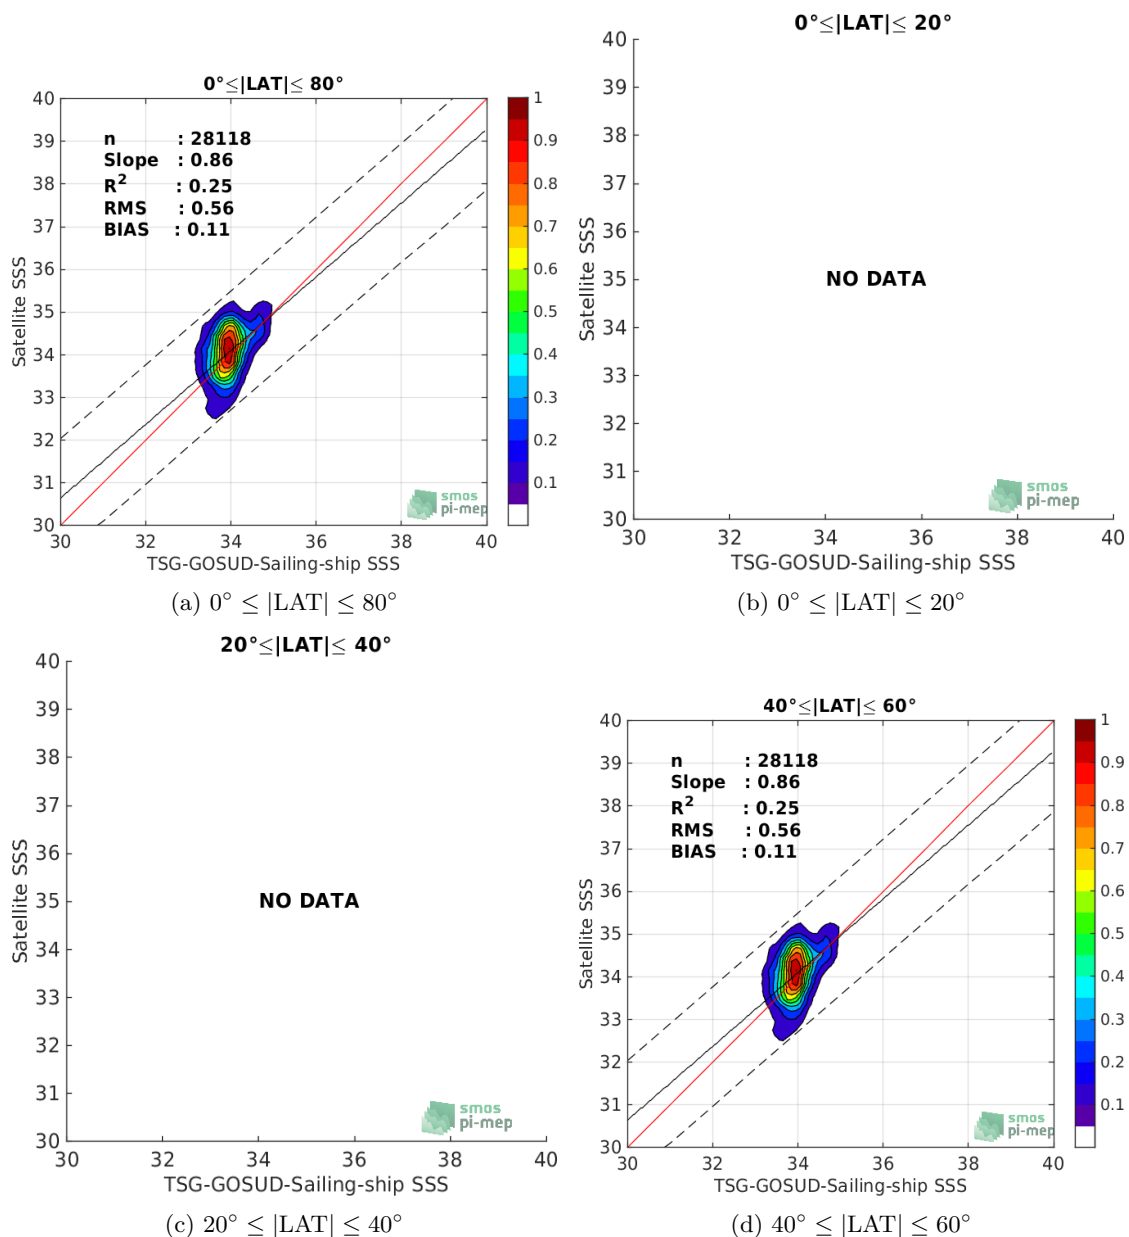 0°≤|LAT|≤ 80°
40
39
38
37
36
35
34
33
32
31
30
Satellite SSS
n : 28118
Slope : 0.86
R² : 0.25
RMS : 0.56
BIAS : 0.11
smos
pi-mep
30 32 34 36 38 40
TSG-GOSUD-Sailing-ship SSS
1
0.9
0.8
0.7
0.6
0.5
0.4
0.3
0.2
0.1
(a) 0° ≤ |LAT| ≤ 80°
0°≤|LAT|≤ 20°
40
39
38
37
36
35
34
33
32
31
30
Satellite SSS
NO DATA
smos
pi-mep
30 32 34 36 38 40
TSG-GOSUD-Sailing-ship SSS
(b) 0° ≤ |LAT| ≤ 20°
20°≤|LAT|≤ 40°
40
39
38
37
36
35
34
33
32
31
30
Satellite SSS
NO DATA
smos
pi-mep
30 32 34 36 38 40
TSG-GOSUD-Sailing-ship SSS
(c) 20° ≤ |LAT| ≤ 40°
40°≤|LAT|≤ 60°
40
39
38
37
36
35
34
33
32
31
30
Satellite SSS
n : 28118
Slope : 0.86
R² : 0.25
RMS : 0.56
BIAS : 0.11
smos
pi-mep
30 32 34 36 38 40
TSG-GOSUD-Sailing-ship SSS
1
0.9
0.8
0.7
0.6
0.5
0.4
0.3
0.2
0.1
(d) 40° ≤ |LAT| ≤ 60°